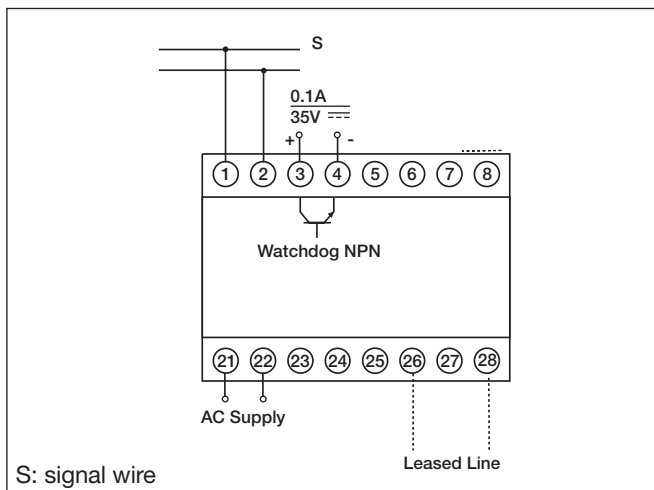 S
0.1A
35V
+ -
1 2 3 4 5 6 7 8
Watchdog NPN
21 22 23 24 25 26 27 28
AC Supply
Leased Line
S: signal wire